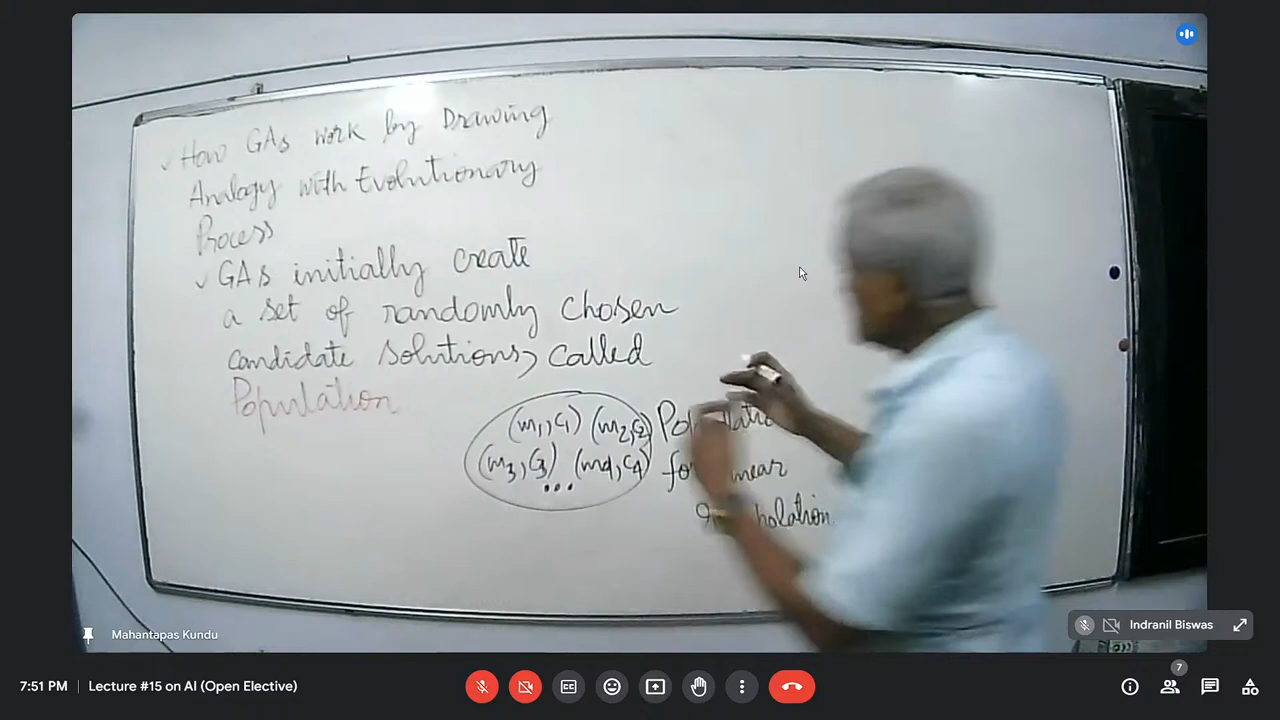 ✓ How GAs work by Drawing
Analogy with Evolutionary
Process
✓ GAs initially create
a set of randomly chosen
candidate solutions, called
Population
(m1, c1) (m2, c2)
(m3, c3) (m4, c4)
...
for
Mahantapas Kundu
Indranil Biswas
7:51 PM | Lecture #15 on AI (Open Elective)
7